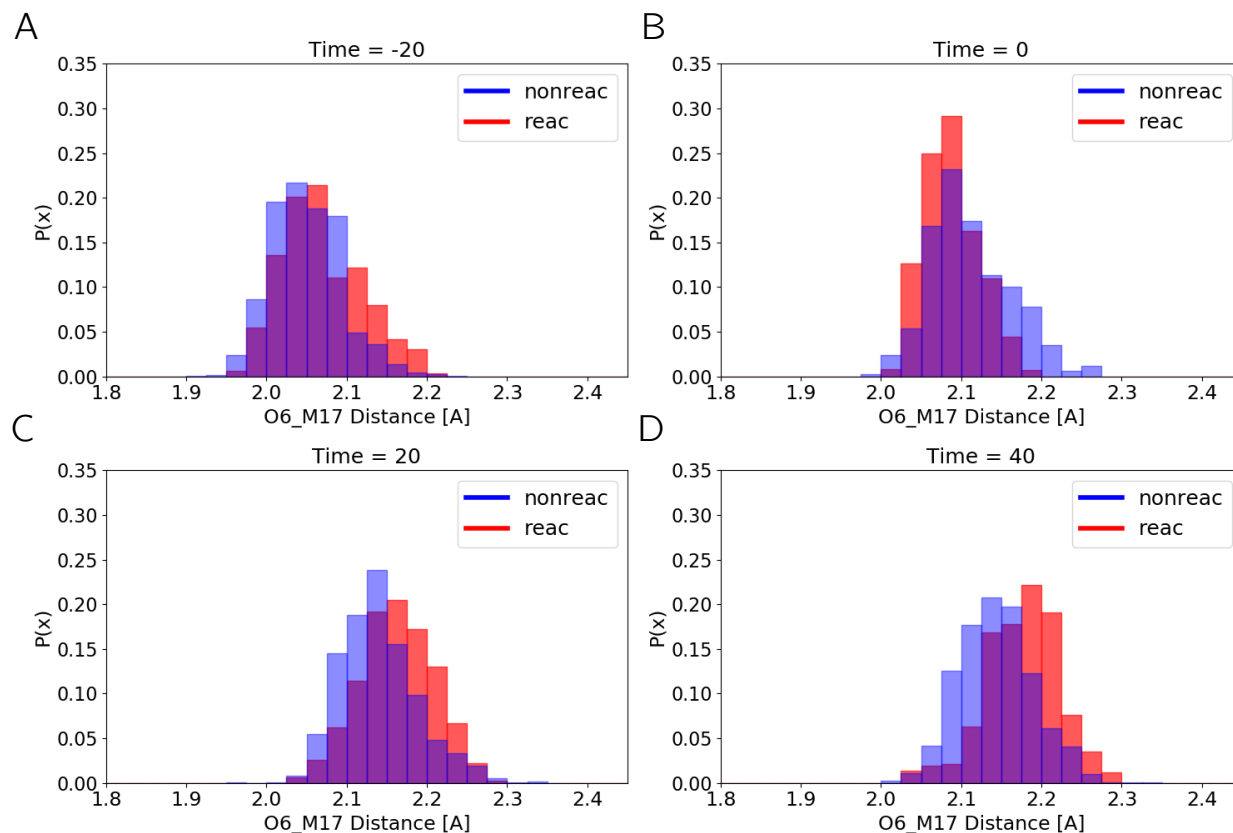 A
Time = -20
0.35
0.30
0.25
0.20
0.15
0.10
0.05
0.00
P(x)
nonreac
reac
1.8 1.9 2.0 2.1 2.2 2.3 2.4
O6_M17 Distance [A]
B
Time = 0
0.35
0.30
0.25
0.20
0.15
0.10
0.05
0.00
P(x)
nonreac
reac
1.8 1.9 2.0 2.1 2.2 2.3 2.4
O6_M17 Distance [A]
C
Time = 20
0.35
0.30
0.25
0.20
0.15
0.10
0.05
0.00
P(x)
nonreac
reac
1.8 1.9 2.0 2.1 2.2 2.3 2.4
O6_M17 Distance [A]
D
Time = 40
0.35
0.30
0.25
0.20
0.15
0.10
0.05
0.00
P(x)
nonreac
reac
1.8 1.9 2.0 2.1 2.2 2.3 2.4
O6_M17 Distance [A]